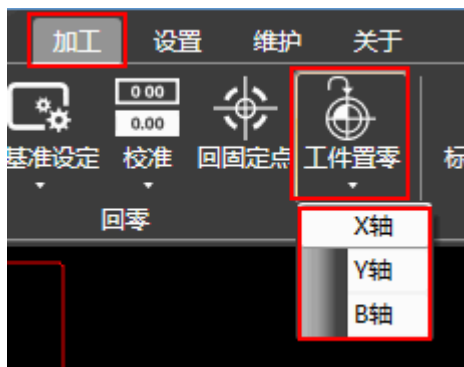 加工 设置 维护 关于
0 00
0.00
基准设定 校准 回固定点 工件置零 标
回零
X轴
Y轴
B轴